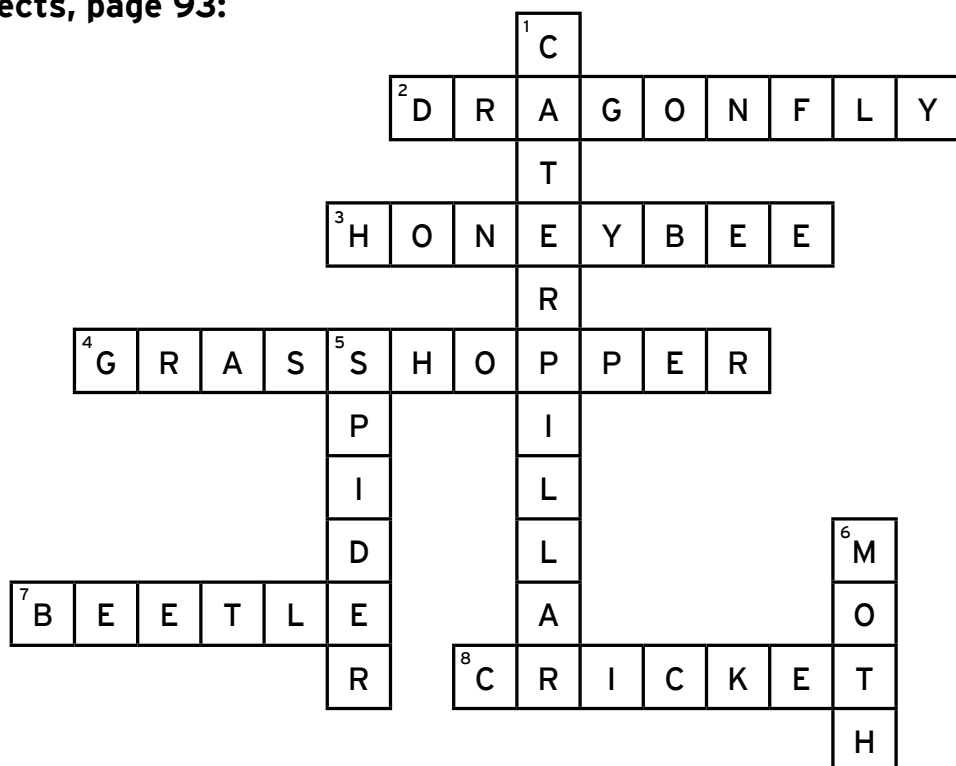 ects, page 93:
1 C
2 D R A G O N F L Y
T
3 H O N E Y B E E
R
4 G R A S 5 S H O P P E R
P I
I L
D L 6 M
7 B E E T L E A O
R 8 C R I C K E T
H